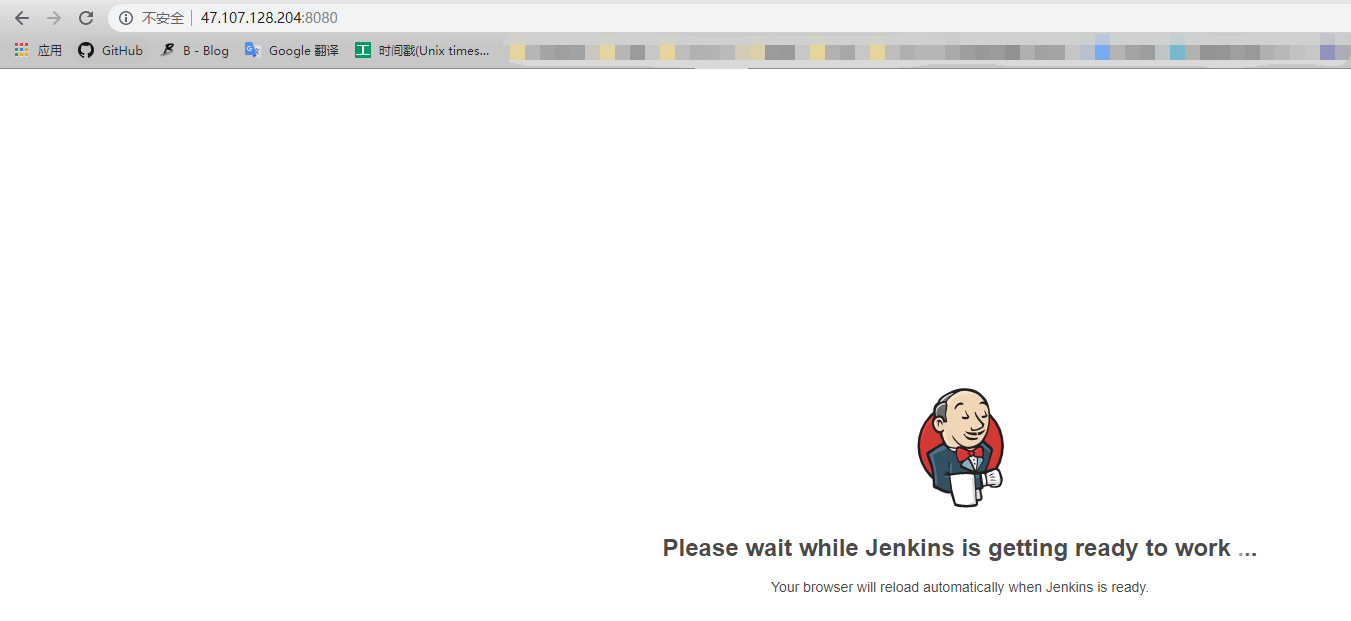 不安全 47.107.128.204:8080
应用 GitHub B - Blog Google 翻译 时间戳(Unix times...
Please wait while Jenkins is getting ready to work ...
Your browser will reload automatically when Jenkins is ready.